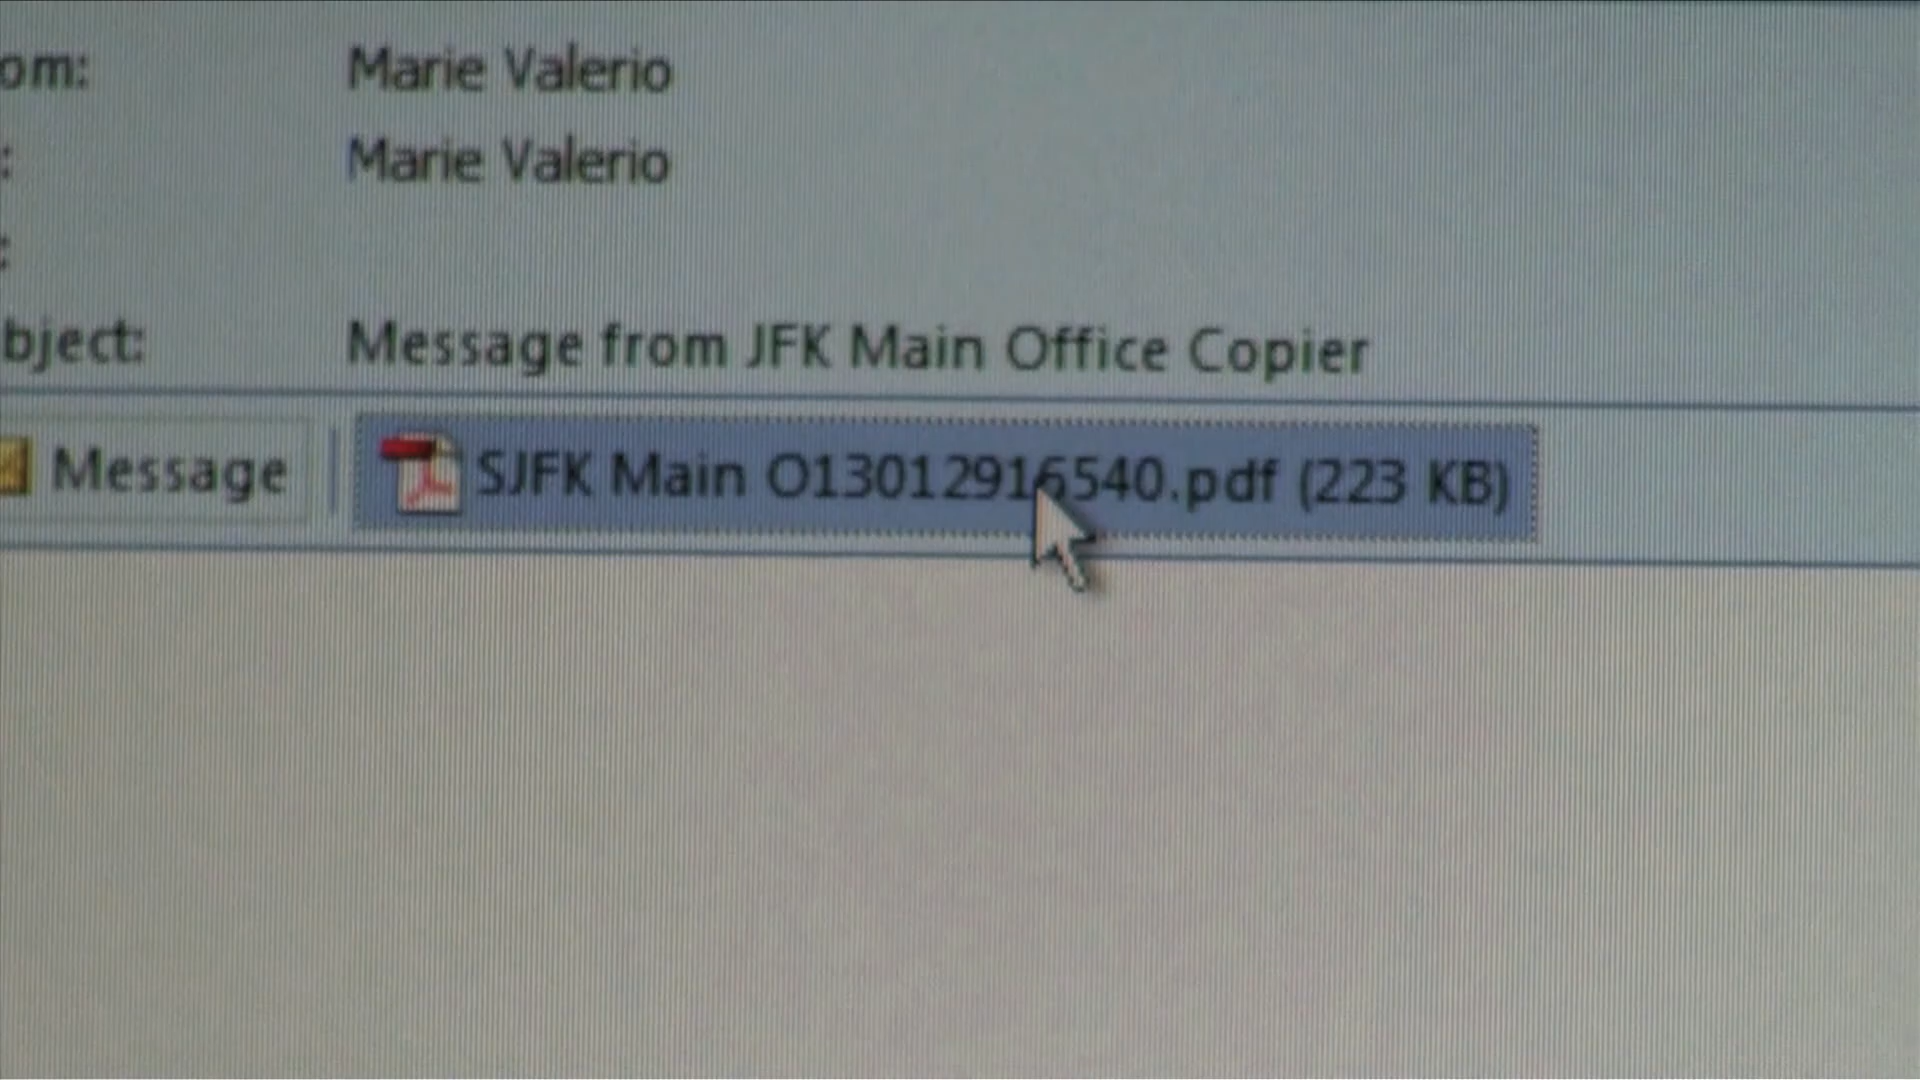 om: Marie Valerio
: Marie Valerio
:
bject: Message from JFK Main Office Copier
Message SJFK Main O13012916540.pdf (223 KB)